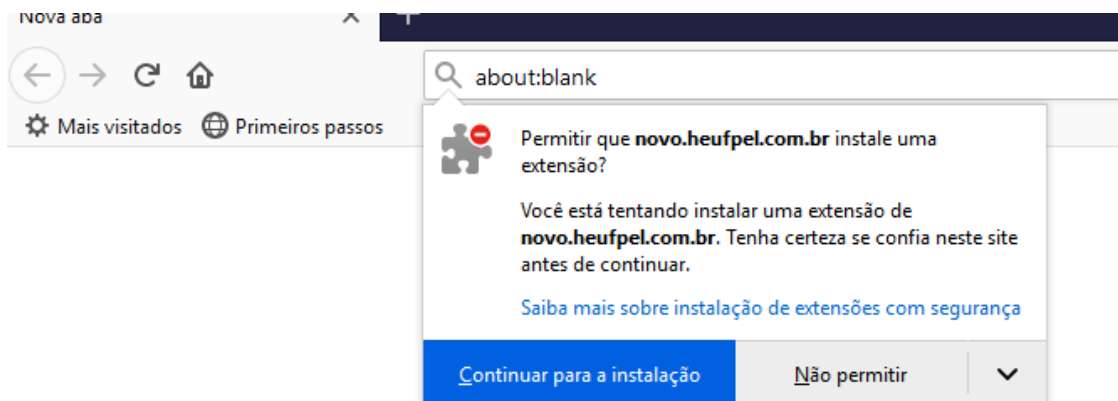 Nova aba
about:blank
Mais visitados Primeiros passos
Permitir que novo.heufpel.com.br instale uma
extensão?
Você está tentando instalar uma extensão de
novo.heufpel.com.br. Tenha certeza se confia neste site
antes de continuar.
Saiba mais sobre instalação de extensões com segurança
Continuar para a instalação Não permitir